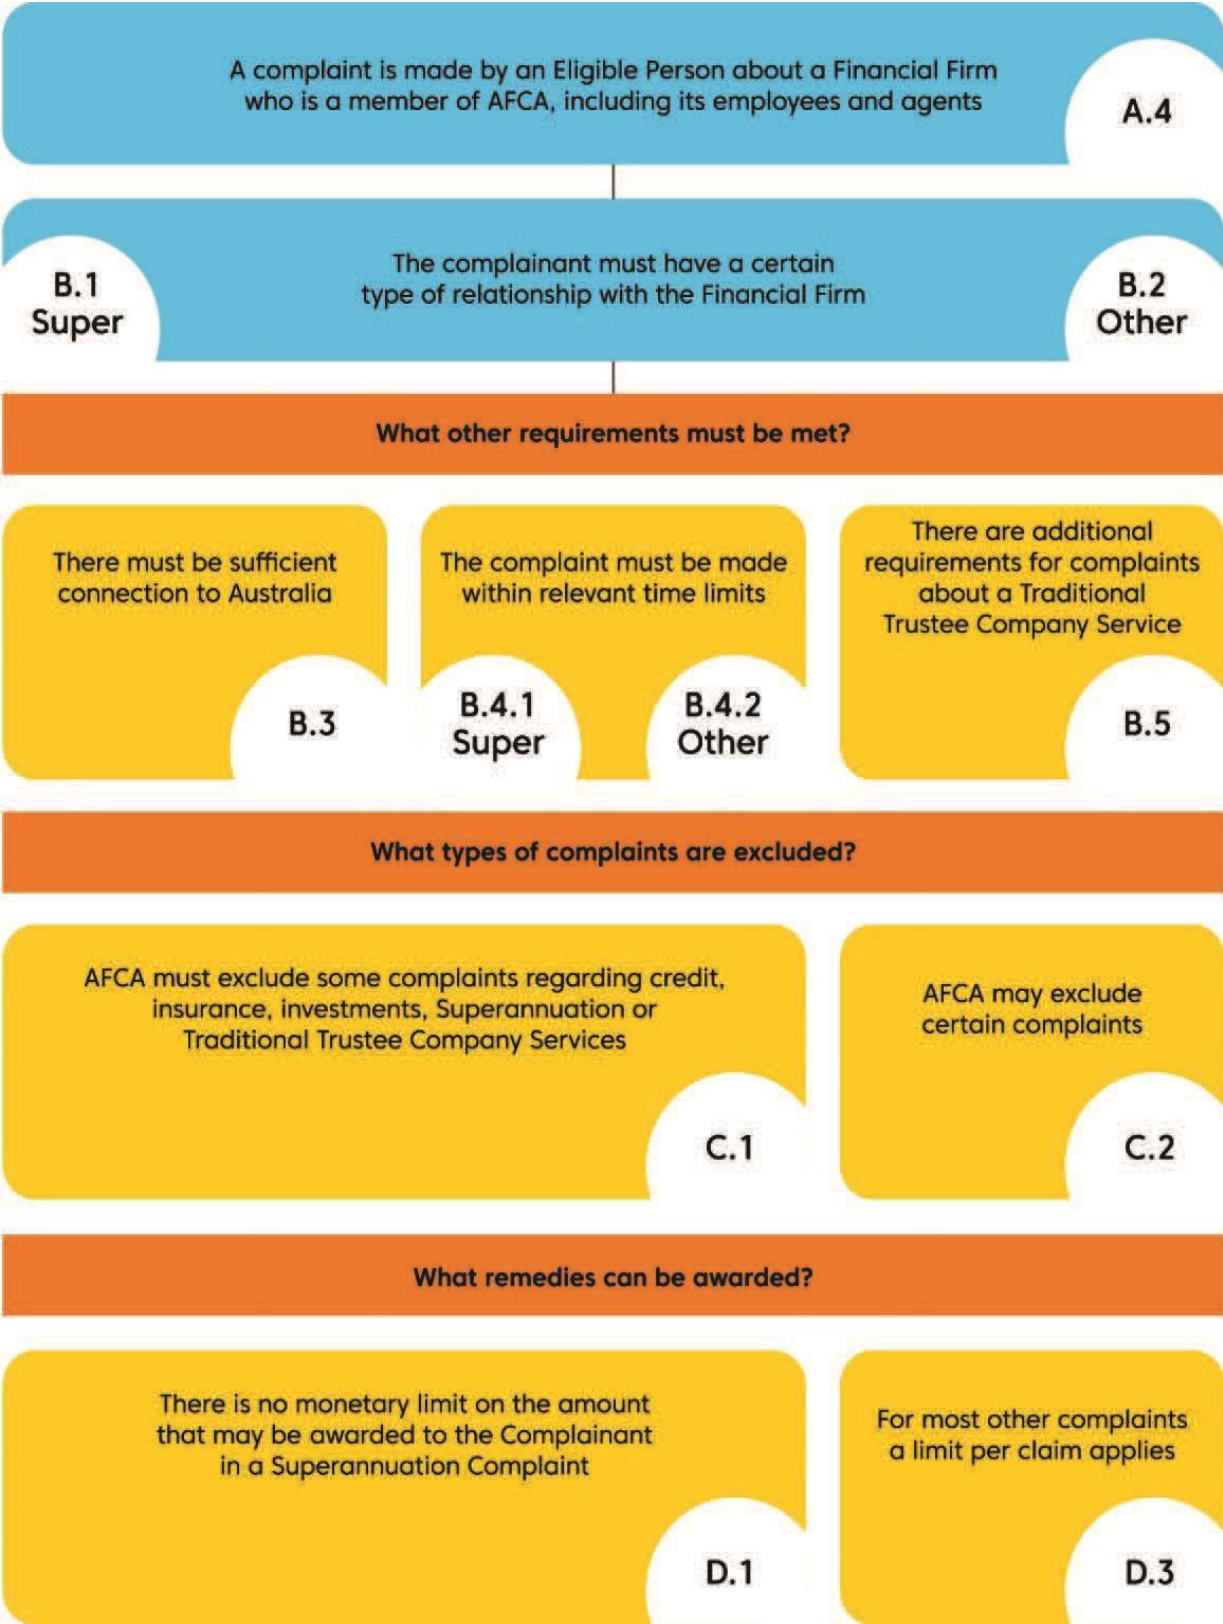 A complaint is made by an Eligible Person about a Financial Firm
who is a member of AFCA, including its employees and agents
A.4
B.1
Super
The complainant must have a certain
type of relationship with the Financial Firm
B.2
Other
What other requirements must be met?
There must be sufficient
connection to Australia
B.3
The complaint must be made
within relevant time limits
B.4.1
Super
B.4.2
Other
There are additional
requirements for complaints
about a Traditional
Trustee Company Service
B.5
What types of complaints are excluded?
AFCA must exclude some complaints regarding credit,
insurance, investments, Superannuation or
Traditional Trustee Company Services
C.1
AFCA may exclude
certain complaints
C.2
What remedies can be awarded?
There is no monetary limit on the amount
that may be awarded to the Complainant
in a Superannuation Complaint
D.1
For most other complaints
a limit per claim applies
D.3